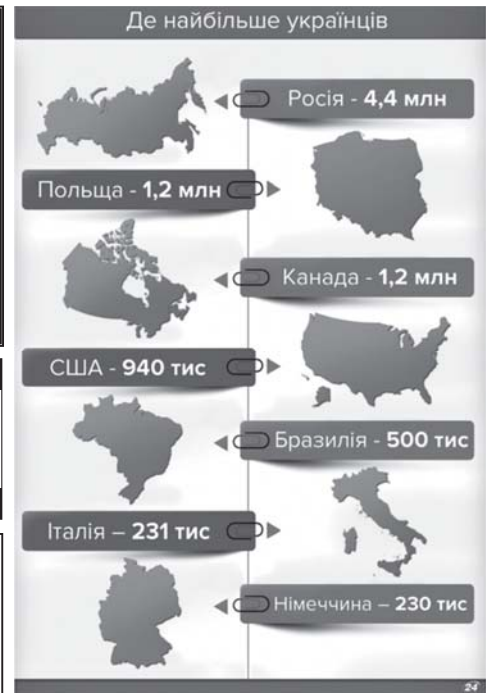 Де найбільше українців
Росія - 4,4 млн
Польща - 1,2 млн
Канада - 1,2 млн
США - 940 тис
Бразилія - 500 тис
Італія – 231 тис
Німеччина – 230 тис
24